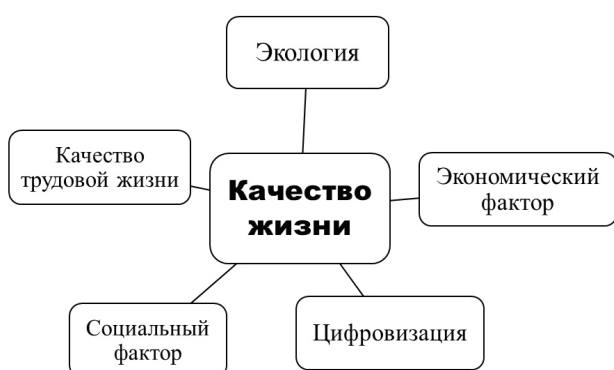 Экология
Качество
трудовой жизни
Качество
жизни
Экономический
фактор
Социальный
фактор
Цифровизация